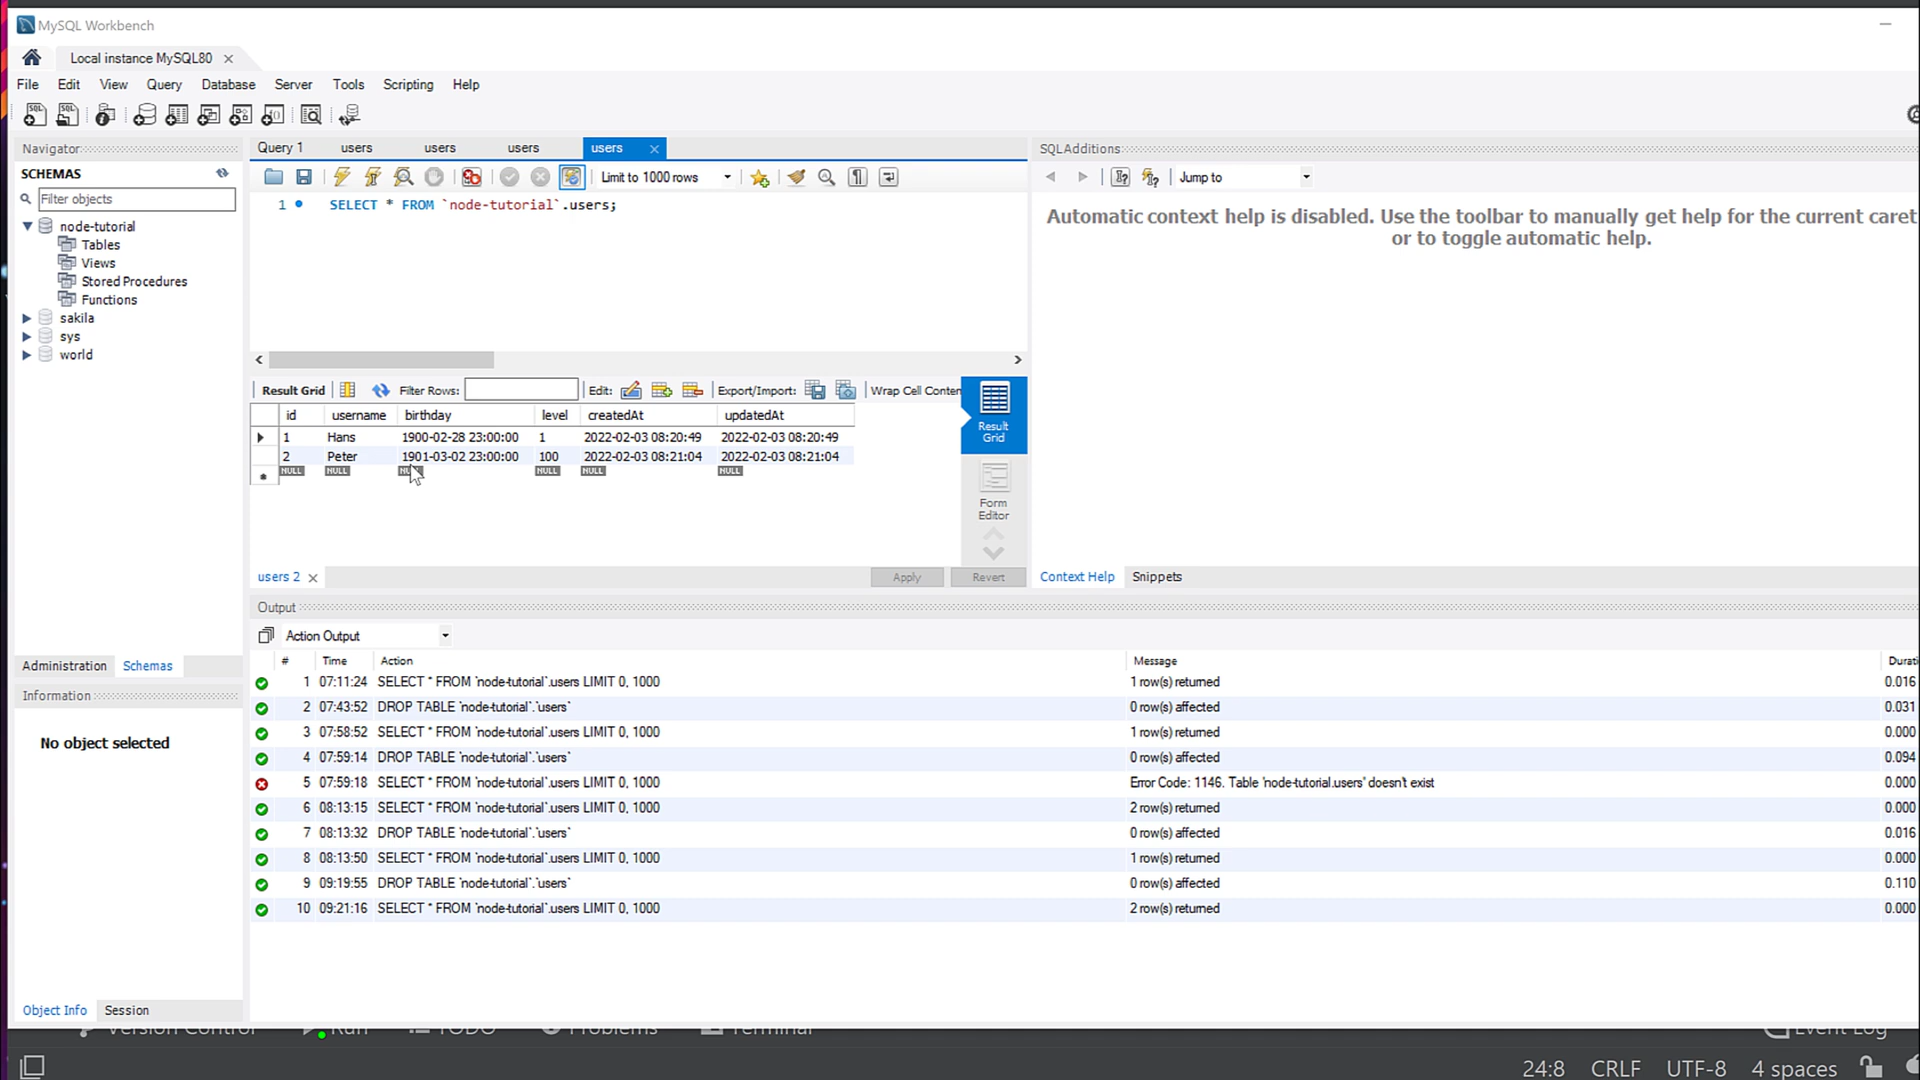 MySQL Workbench
Local instance MySQL80
File Edit View Query Database Server Tools Scripting Help
Navigator
SCHEMAS
Filter objects
node-tutorial
Tables
Views
Stored Procedures
Functions
sakila
sys
world
Administration Schemas
Information
No object selected
Object Info Session
Query 1 users users users users
Limit to 1000 rows
1 SELECT * FROM `node-tutorial`.users;
Result Grid Filter Rows: Edit: Export/Import: Wrap Cell Conten
id username birthday level createdAt updatedAt
1 Hans 1900-02-28 23:00:00 1 2022-02-03 08:20:49 2022-02-03 08:20:49
2 Peter 1901-03-02 23:00:00 100 2022-02-03 08:21:04 2022-02-03 08:21:04
NULL NULL NULL NULL NULL NULL
Result
Grid
Form
Editor
users 2 Apply Revert
SQLAdditions
Jump to
Automatic context help is disabled. Use the toolbar to manually get help for the current caret
or to toggle automatic help.
Context Help Snippets
Output
Action Output
# Time Action Message Durati
1 07:11:24 SELECT * FROM `node-tutorial`.users LIMIT 0, 1000 1 row(s) returned 0.016
2 07:43:52 DROP TABLE `node-tutorial`.`users` 0 row(s) affected 0.031
3 07:58:52 SELECT * FROM `node-tutorial`.users LIMIT 0, 1000 1 row(s) returned 0.000
4 07:59:14 DROP TABLE `node-tutorial`.`users` 0 row(s) affected 0.094
5 07:59:18 SELECT * FROM `node-tutorial`.users LIMIT 0, 1000 Error Code: 1146. Table 'node-tutorial.users' doesn't exist 0.000
6 08:13:15 SELECT * FROM `node-tutorial`.users LIMIT 0, 1000 2 row(s) returned 0.000
7 08:13:32 DROP TABLE `node-tutorial`.`users` 0 row(s) affected 0.016
8 08:13:50 SELECT * FROM `node-tutorial`.users LIMIT 0, 1000 1 row(s) returned 0.000
9 09:19:55 DROP TABLE `node-tutorial`.`users` 0 row(s) affected 0.110
10 09:21:16 SELECT * FROM `node-tutorial`.users LIMIT 0, 1000 2 row(s) returned 0.000
Version Control Run TODO Problems Terminal Event Log
24:8 CRLF UTF-8 4 spaces